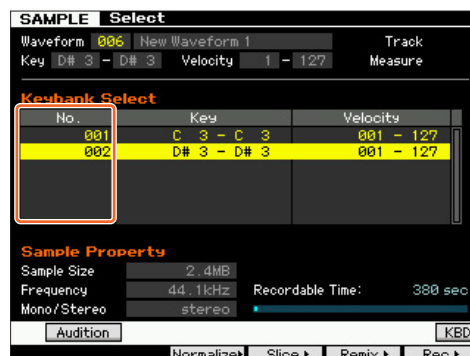 SAMPLE Select
Waveform 006 New Waveform 1 Track
Key D# 3 – D# 3 Velocity 1 – 127 Measure
Keybank Select
No. Key Velocity
001 C 3 – C 3 001 – 127
002 D# 3 – D# 3 001 – 127
Sample Property
Sample Size 2.4MB
Frequency 44.1kHz Recordable Time: 380 sec
Mono/Stereo stereo
Audition KBD
Normalize Slice Remix Rec